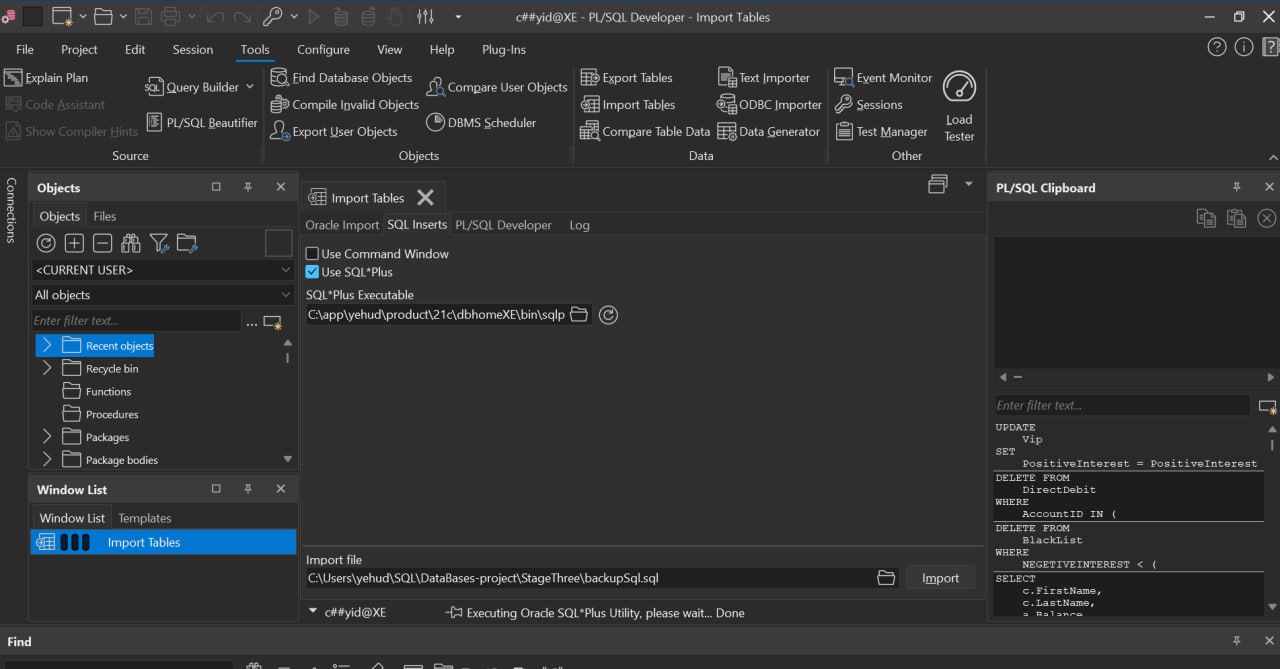 c##yid@XE - PL/SQL Developer - Import Tables
File Project Edit Session Tools Configure View Help Plug-Ins
Explain Plan
Code Assistant
Show Compiler Hints
Query Builder
PL/SQL Beautifier
Source
Find Database Objects
Compile Invalid Objects
Export User Objects
Compare User Objects
DBMS Scheduler
Objects
Export Tables
Import Tables
Compare Table Data
Text Importer
ODBC Importer
Data Generator
Data
Event Monitor
Sessions
Test Manager
Load
Tester
Other
Connections
Objects
Objects Files
<CURRENT USER>
All objects
Enter filter text...
Recent objects
Recycle bin
Functions
Procedures
Packages
Package bodies
Window List
Window List Templates
Import Tables
Import Tables
Oracle Import SQL Inserts PL/SQL Developer Log
Use Command Window
Use SQL*Plus
SQL*Plus Executable
C:\app\yehud\product\21c\dbhomeXE\bin\sqlp
Import file
C:\Users\yehud\SQL\DataBases-project\StageThree\backupSql.sql
Import
c##yid@XE Executing Oracle SQL*Plus Utility, please wait... Done
PL/SQL Clipboard
Enter filter text...
UPDATE
Vip
SET
PositiveInterest = PositiveInterest
DELETE FROM
DirectDebit
WHERE
AccountID IN (
DELETE FROM
BlackList
WHERE
NEGETIVEINTEREST < (
SELECT
c.FirstName,
c.LastName,
a.Balance
Find